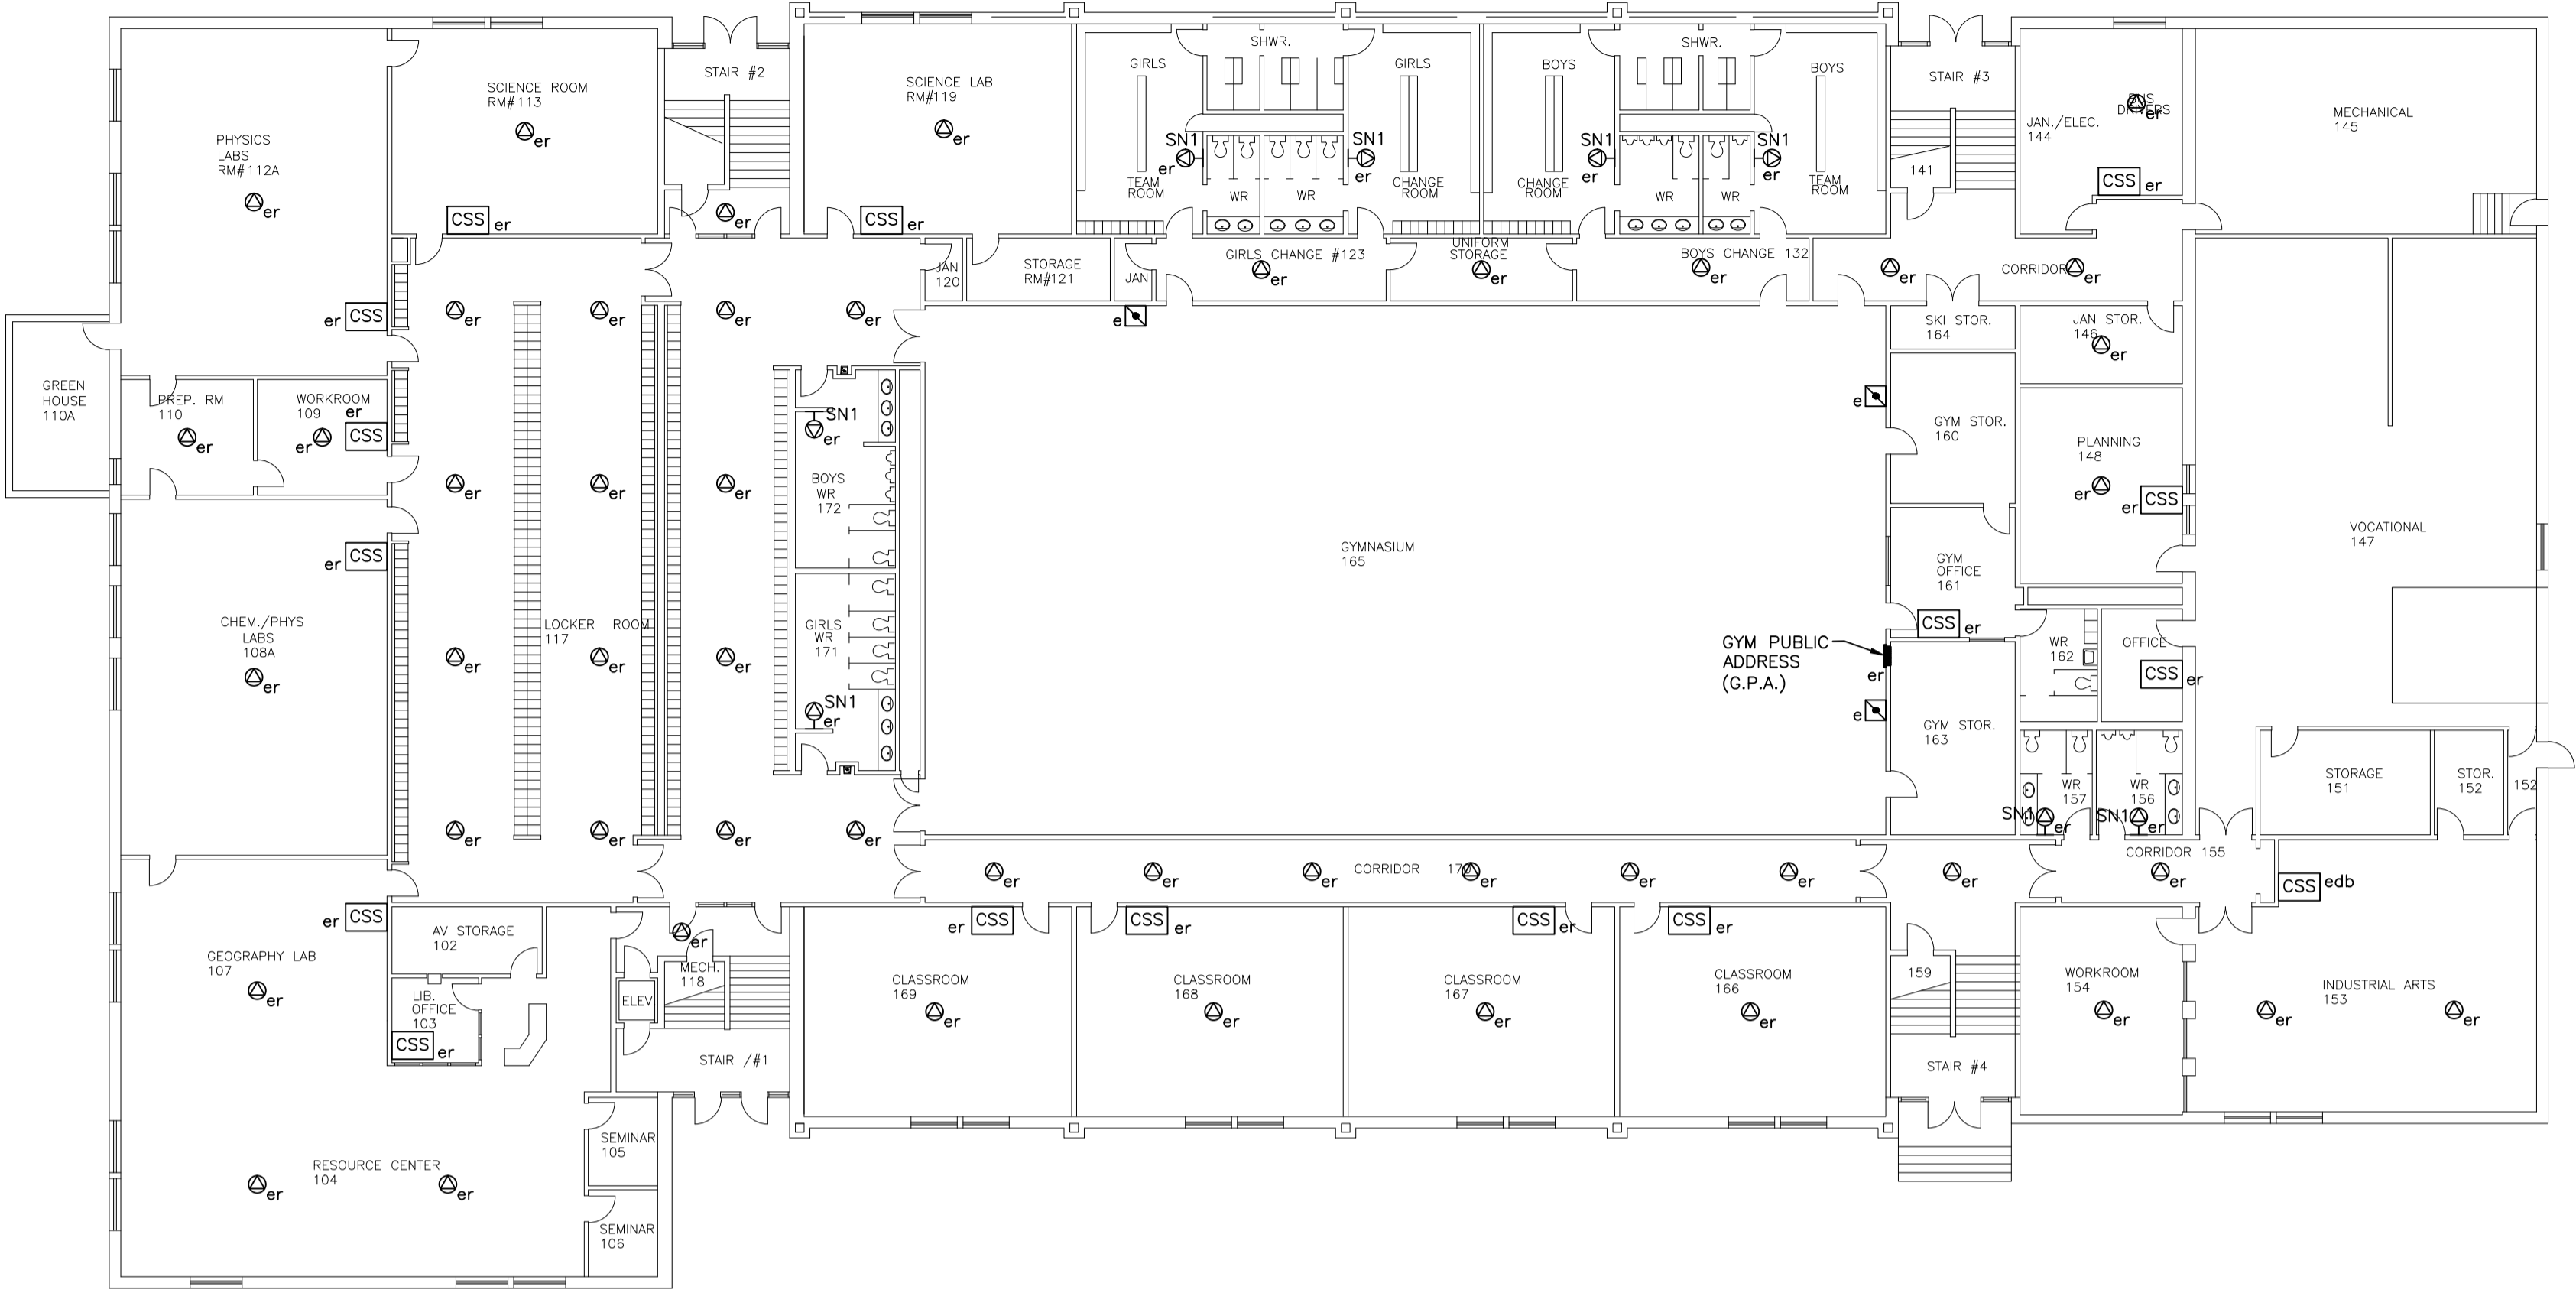 PHYSICS
LABS
RM#112A
er
SCIENCE ROOM
RM#113
er
CSS er
STAIR #2
er
SCIENCE LAB
RM#119
er
CSS er
GIRLS
TEAM
ROOM
SN1
er
SHWR.
WR
WR
GIRLS
CHANGE
ROOM
SN1
er
BOYS
CHANGE
ROOM
SN1
er
SHWR.
WR
WR
BOYS
TEAM
ROOM
SN1
er
STAIR #3
141
JAN./ELEC.
144
BUS
DRIVERS
er
CSS er
MECHANICAL
145
JAN
120
STORAGE
RM#121
JAN
GIRLS CHANGE #123
er
UNIFORM
STORAGE
er
BOYS CHANGE 132
er
er
CORRIDOR
er
er CSS
er
er
er
er
e
SKI STOR.
164
JAN STOR.
146
er
GREEN
HOUSE
110A
PREP. RM
110
er
WORKROOM
109
er
er
CSS
er
er
er
SN1
er
BOYS
WR
172
e
GYM STOR.
160
PLANNING
148
er
er
CSS
VOCATIONAL
147
er CSS
GYMNASIUM
165
GYM
OFFICE
161
CSS er
CHEM./PHYS
LABS
108A
er
LOCKER ROOM
117
er
er
er
GIRLS
WR
171
SN1
er
GYM PUBLIC
ADDRESS
(G.P.A.)
er
e
WR
162
OFFICE
CSS er
GYM STOR.
163
WR
157
SN1
er
WR
156
SN1
er
STORAGE
151
STOR.
152
152
er
er
er
er
er
er
er
CORRIDOR 170
er
er
er
er
CORRIDOR 155
er
CSS edb
er CSS
GEOGRAPHY LAB
107
er
AV STORAGE
102
LIB.
OFFICE
103
CSS er
er
MECH.
118
ELEV.
STAIR /#1
er CSS
CLASSROOM
169
er
CSS er
CLASSROOM
168
er
CSS er
CLASSROOM
167
er
CSS er
CLASSROOM
166
er
159
STAIR #4
WORKROOM
154
er
INDUSTRIAL ARTS
153
er
er
RESOURCE CENTER
104
er
er
SEMINAR
105
SEMINAR
106